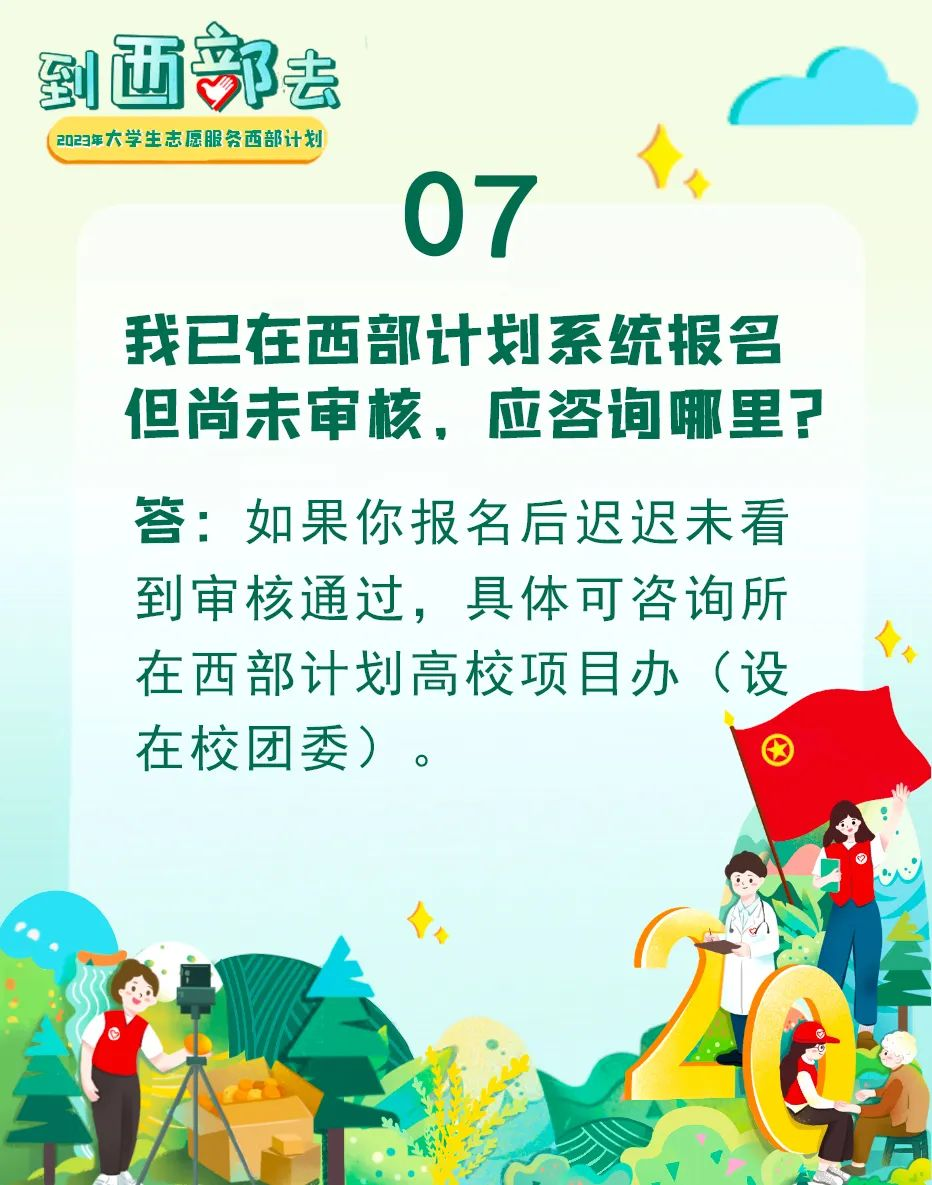 到西部去
2023年大学生志愿服务西部计划
07
我已在西部计划系统报名
但尚未审核，应咨询哪里？
答：如果你报名后迟迟未看
到审核通过，具体可咨询所
在西部计划高校项目办（设
在校团委）。
20